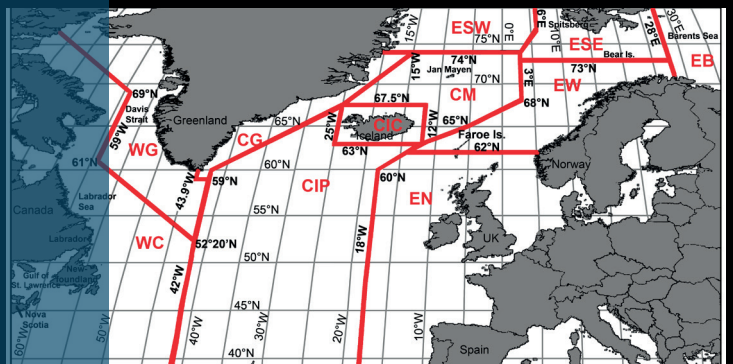 ESW
15°W
75°N
0°E
6°E
Spitsberg
10°E
ESE
28°E
30°E
Barents Sea
EB
74°N
Bear Is.
73°N
15°W
Jan Mayen
70°N
3°E
EW
CM
68°N
69°N
Davis
Strait
59°W
WG
Greenland
67.5°N
65°N
CG
25°W
CIC
Iceland
12°W
65°N
63°N
Faroe Is.
62°N
Norway
61°N
60°N
43.9°W
59°N
CIP
60°N
EN
Labrador
Sea
Canada
55°N
Labrador
WC
52°20'N
18°W
UK
50°N
Gulf of
St. Lawrence
New
foundland
42°W
Nova
Scotia
45°N
60°W
50°W
40°W
30°W
20°W
10°W
40°N
Spain